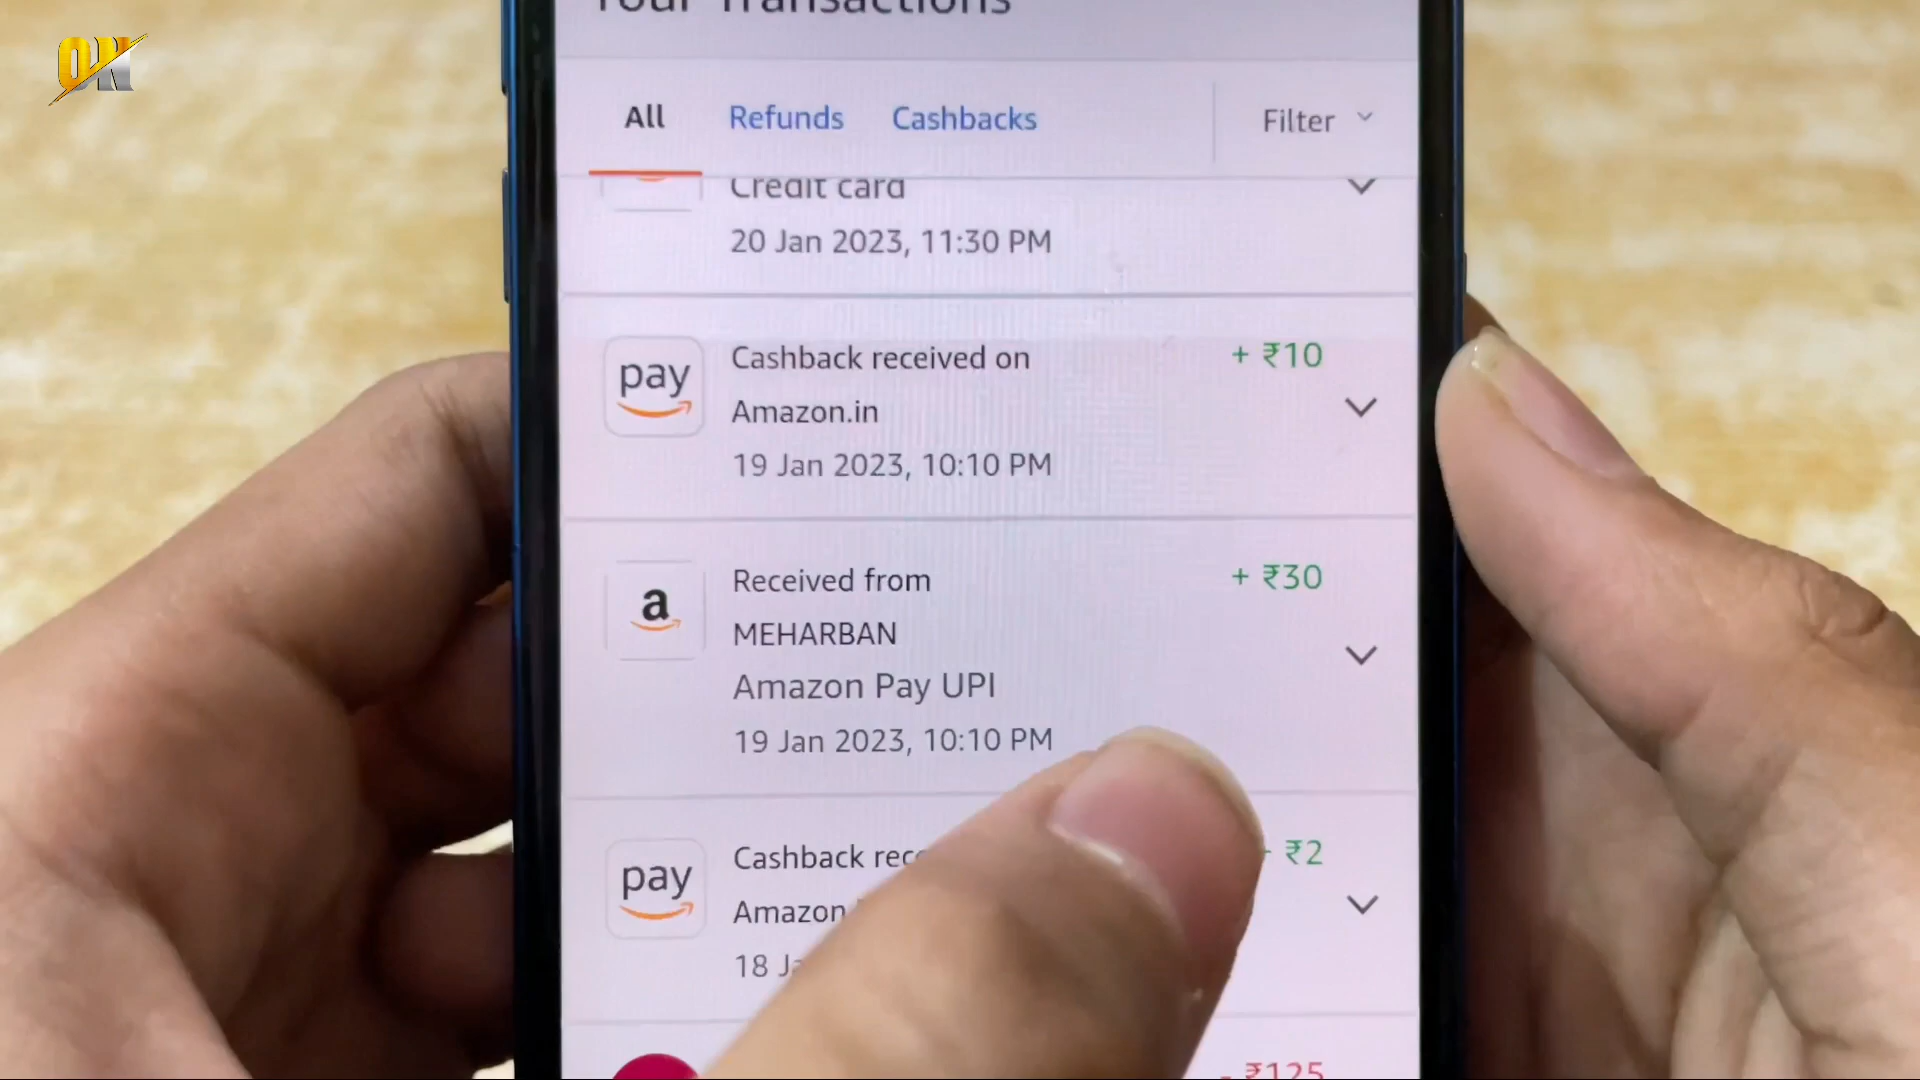 Your Transactions
ON
All Refunds Cashbacks Filter
Credit card
20 Jan 2023, 11:30 PM
pay
Cashback received on + ₹10
Amazon.in
19 Jan 2023, 10:10 PM
a
Received from + ₹30
MEHARBAN
Amazon Pay UPI
19 Jan 2023, 10:10 PM
pay
Cashback + ₹2
Amazon
18
- ₹125